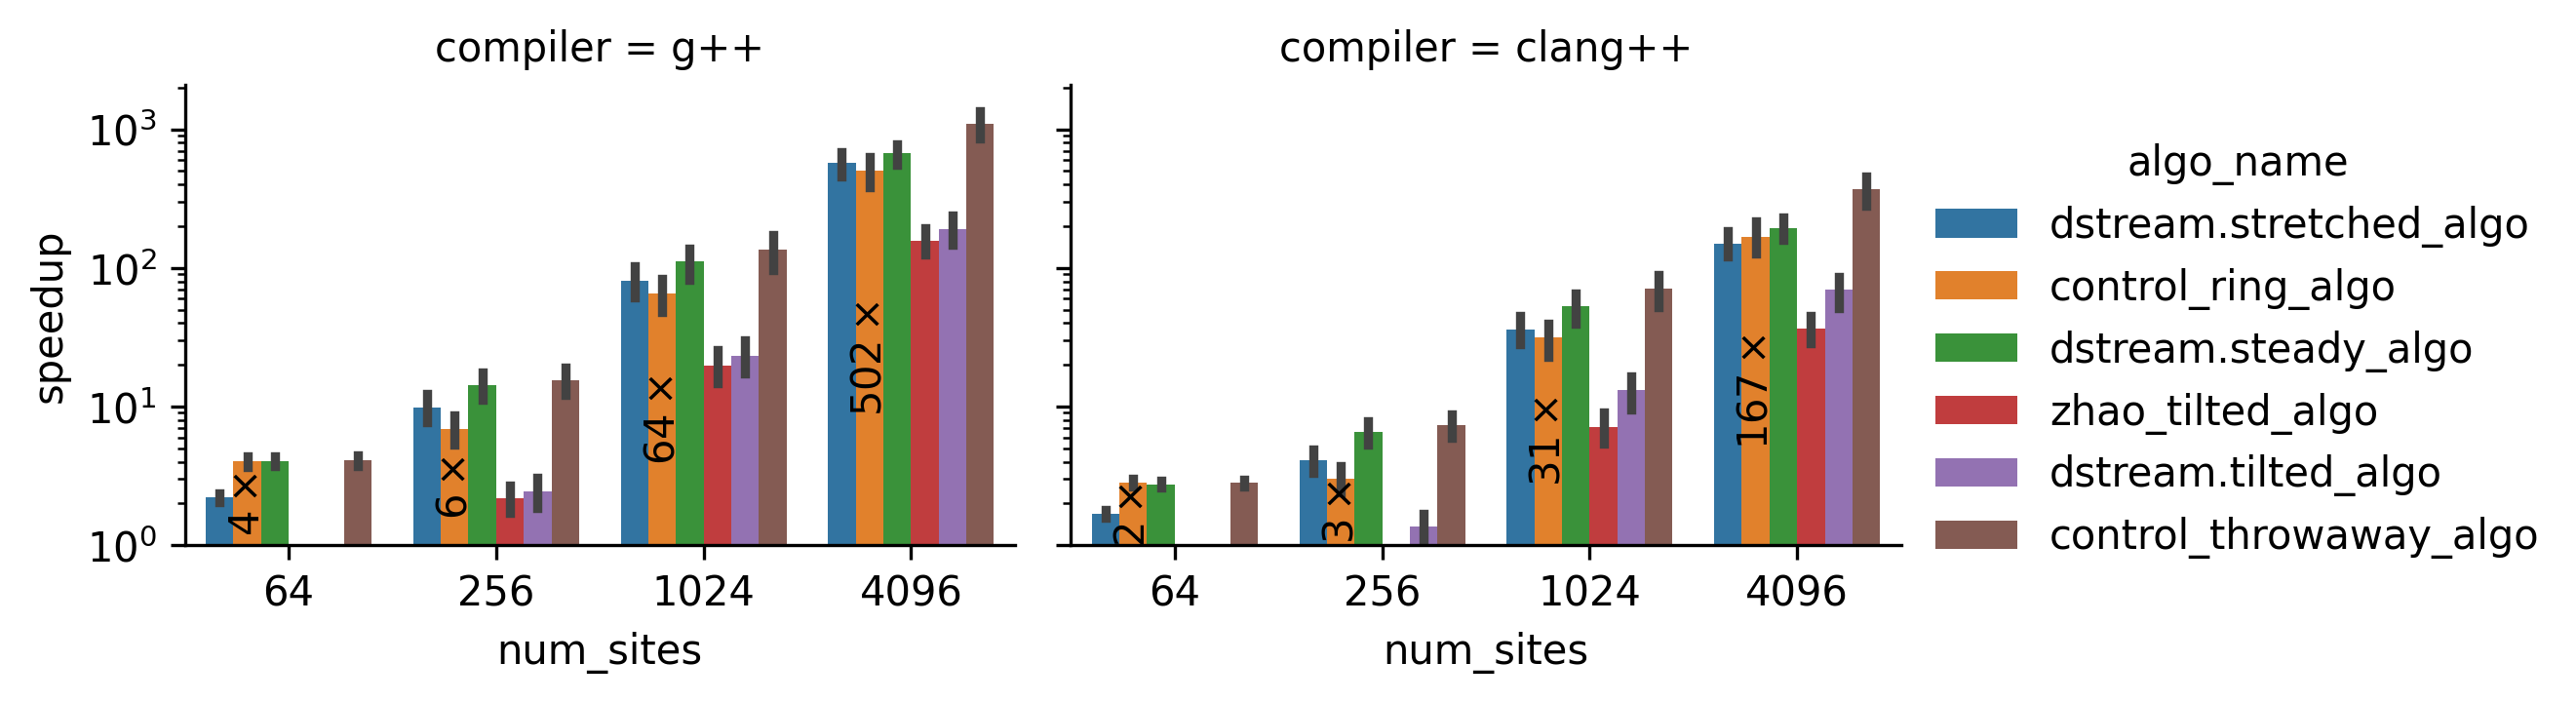 compiler = g++
compiler = clang++
speedup
10³
10²
10¹
10⁰
4×
6×
64×
502×
2×
3×
31×
167×
64
256
1024
4096
64
256
1024
4096
num_sites
num_sites
algo_name
dstream.stretched_algo
control_ring_algo
dstream.steady_algo
zhao_tilted_algo
dstream.tilted_algo
control_throwaway_algo